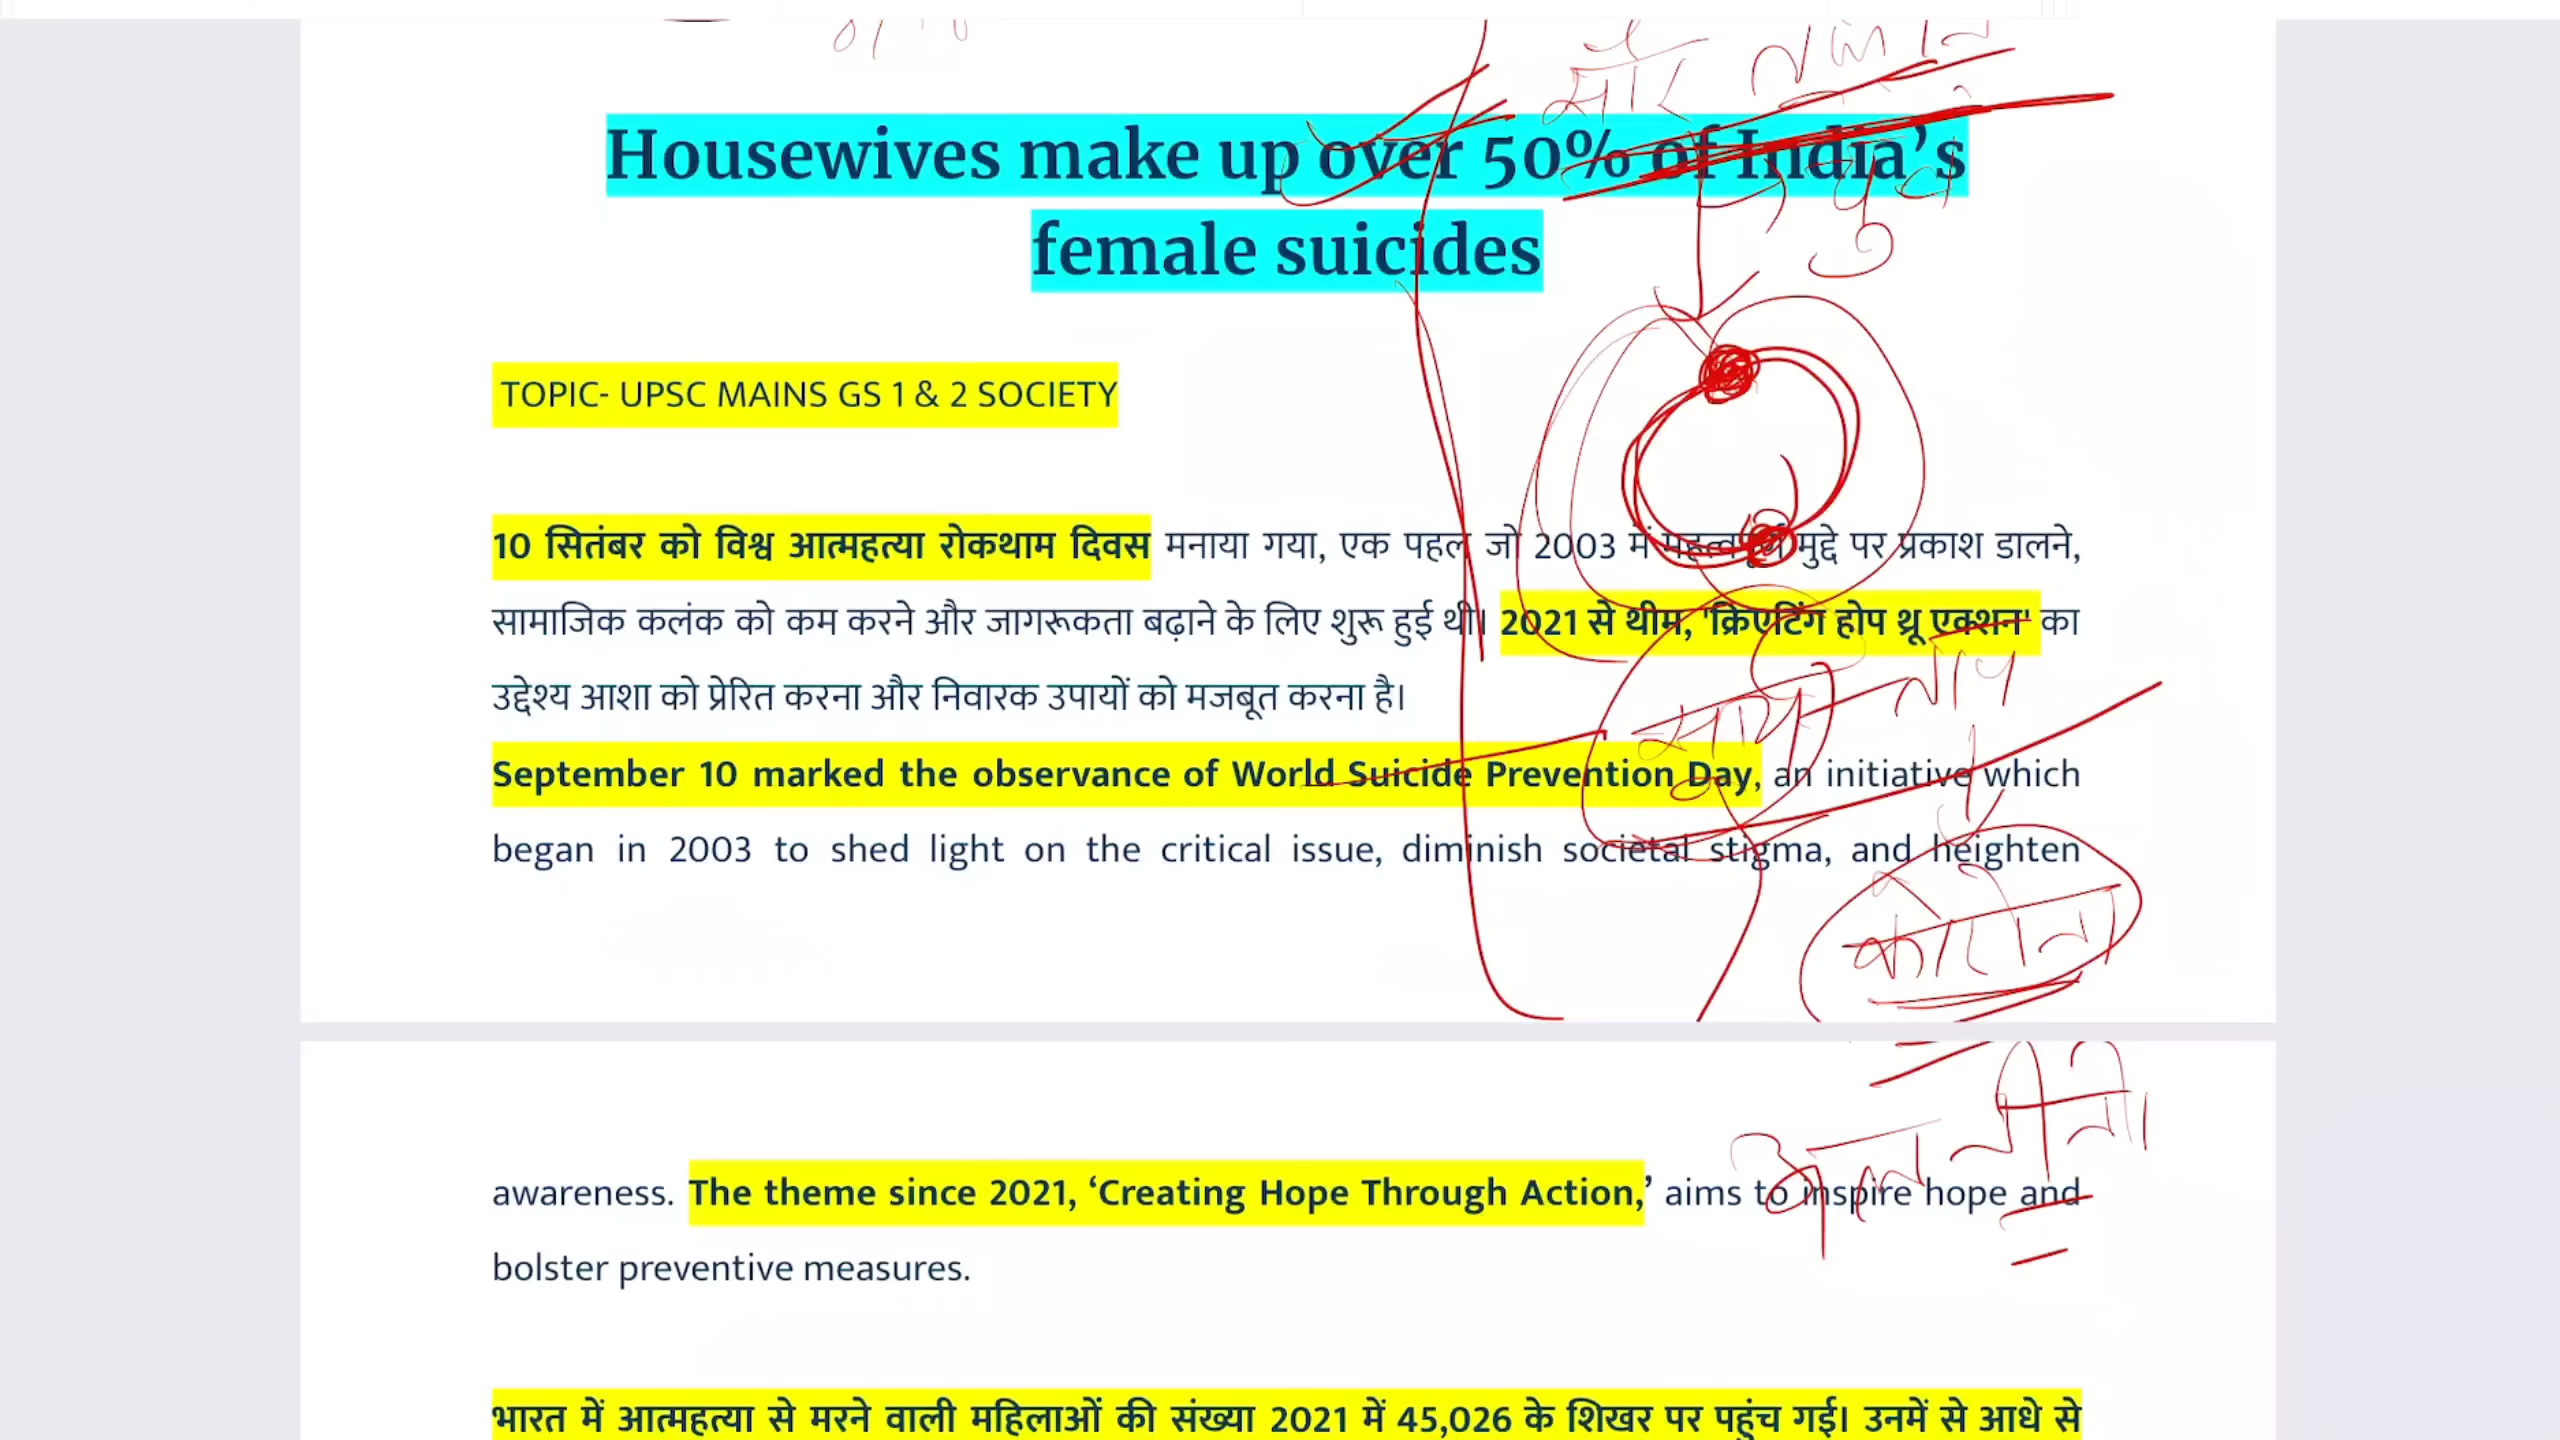 सौर तूफान
Housewives make up over 50% of India’s
female suicides
TOPIC- UPSC MAINS GS 1 & 2 SOCIETY
10 सितंबर को विश्व आत्महत्या रोकथाम दिवस मनाया गया, एक पहल जो 2003 में महत्वपूर्ण मुद्दे पर प्रकाश डालने,
सामाजिक कलंक को कम करने और जागरूकता बढ़ाने के लिए शुरू हुई थी। 2021 से थीम, 'क्रिएटिंग होप थ्रू एक्शन' का
उद्देश्य आशा को प्रेरित करना और निवारक उपायों को मजबूत करना है।
September 10 marked the observance of World Suicide Prevention Day, an initiative which
began in 2003 to shed light on the critical issue, diminish societal stigma, and heighten
कोरोना
awareness. The theme since 2021, ‘Creating Hope Through Action,’ aims to inspire hope and
bolster preventive measures.
भारत में आत्महत्या से मरने वाली महिलाओं की संख्या 2021 में 45,026 के शिखर पर पहुंच गई। उनमें से आधे से